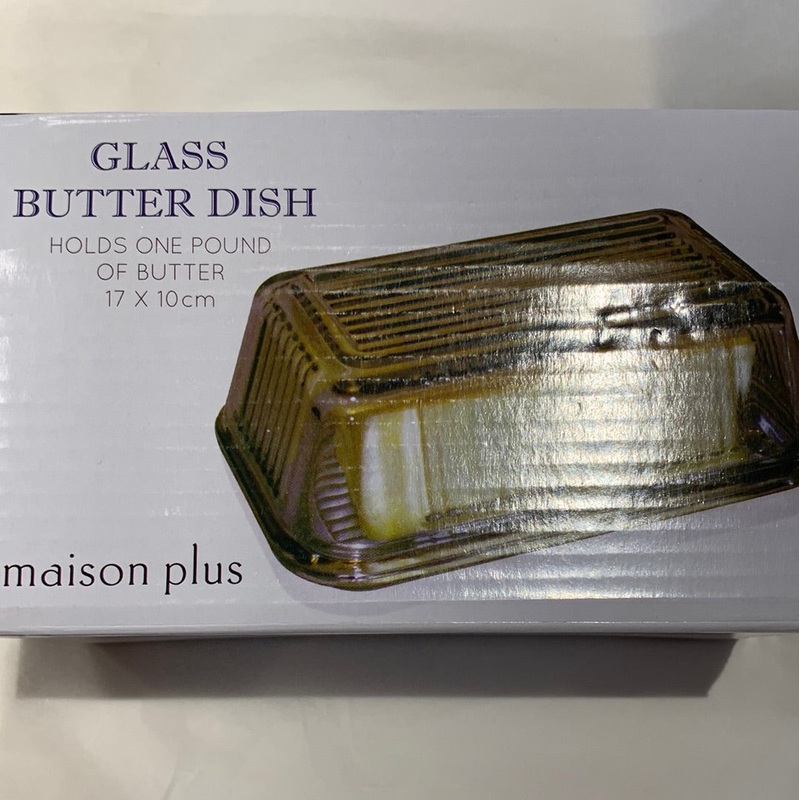 GLASS
BUTTER DISH
HOLDS ONE POUND
OF BUTTER
17 X 10cm
maison plus